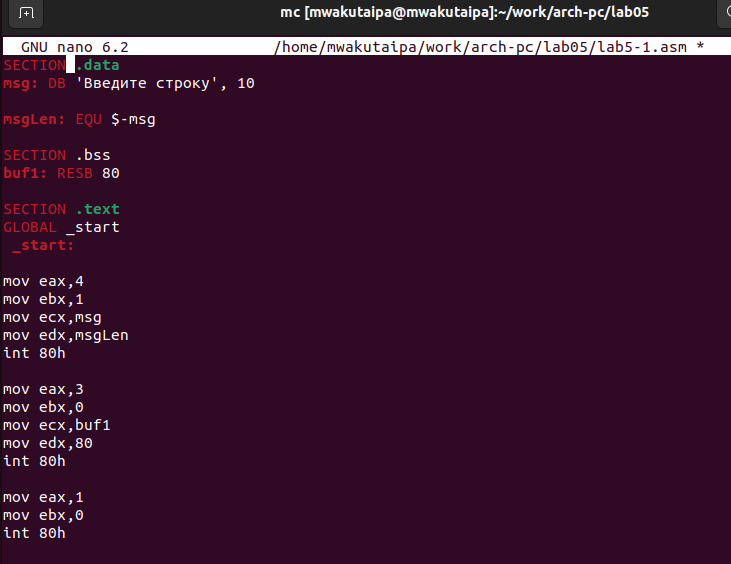 mc [mwakutaipa@mwakutaipa]:~/work/arch-pc/lab05
GNU nano 6.2 /home/mwakutaipa/work/arch-pc/lab05/lab5-1.asm *
SECTION .data
msg: DB 'Введите строку', 10
msgLen: EQU $-msg
SECTION .bss
buf1: RESB 80
SECTION .text
GLOBAL _start
_start:
mov eax,4
mov ebx,1
mov ecx,msg
mov edx,msgLen
int 80h
mov eax,3
mov ebx,0
mov ecx,buf1
mov edx,80
int 80h
mov eax,1
mov ebx,0
int 80h